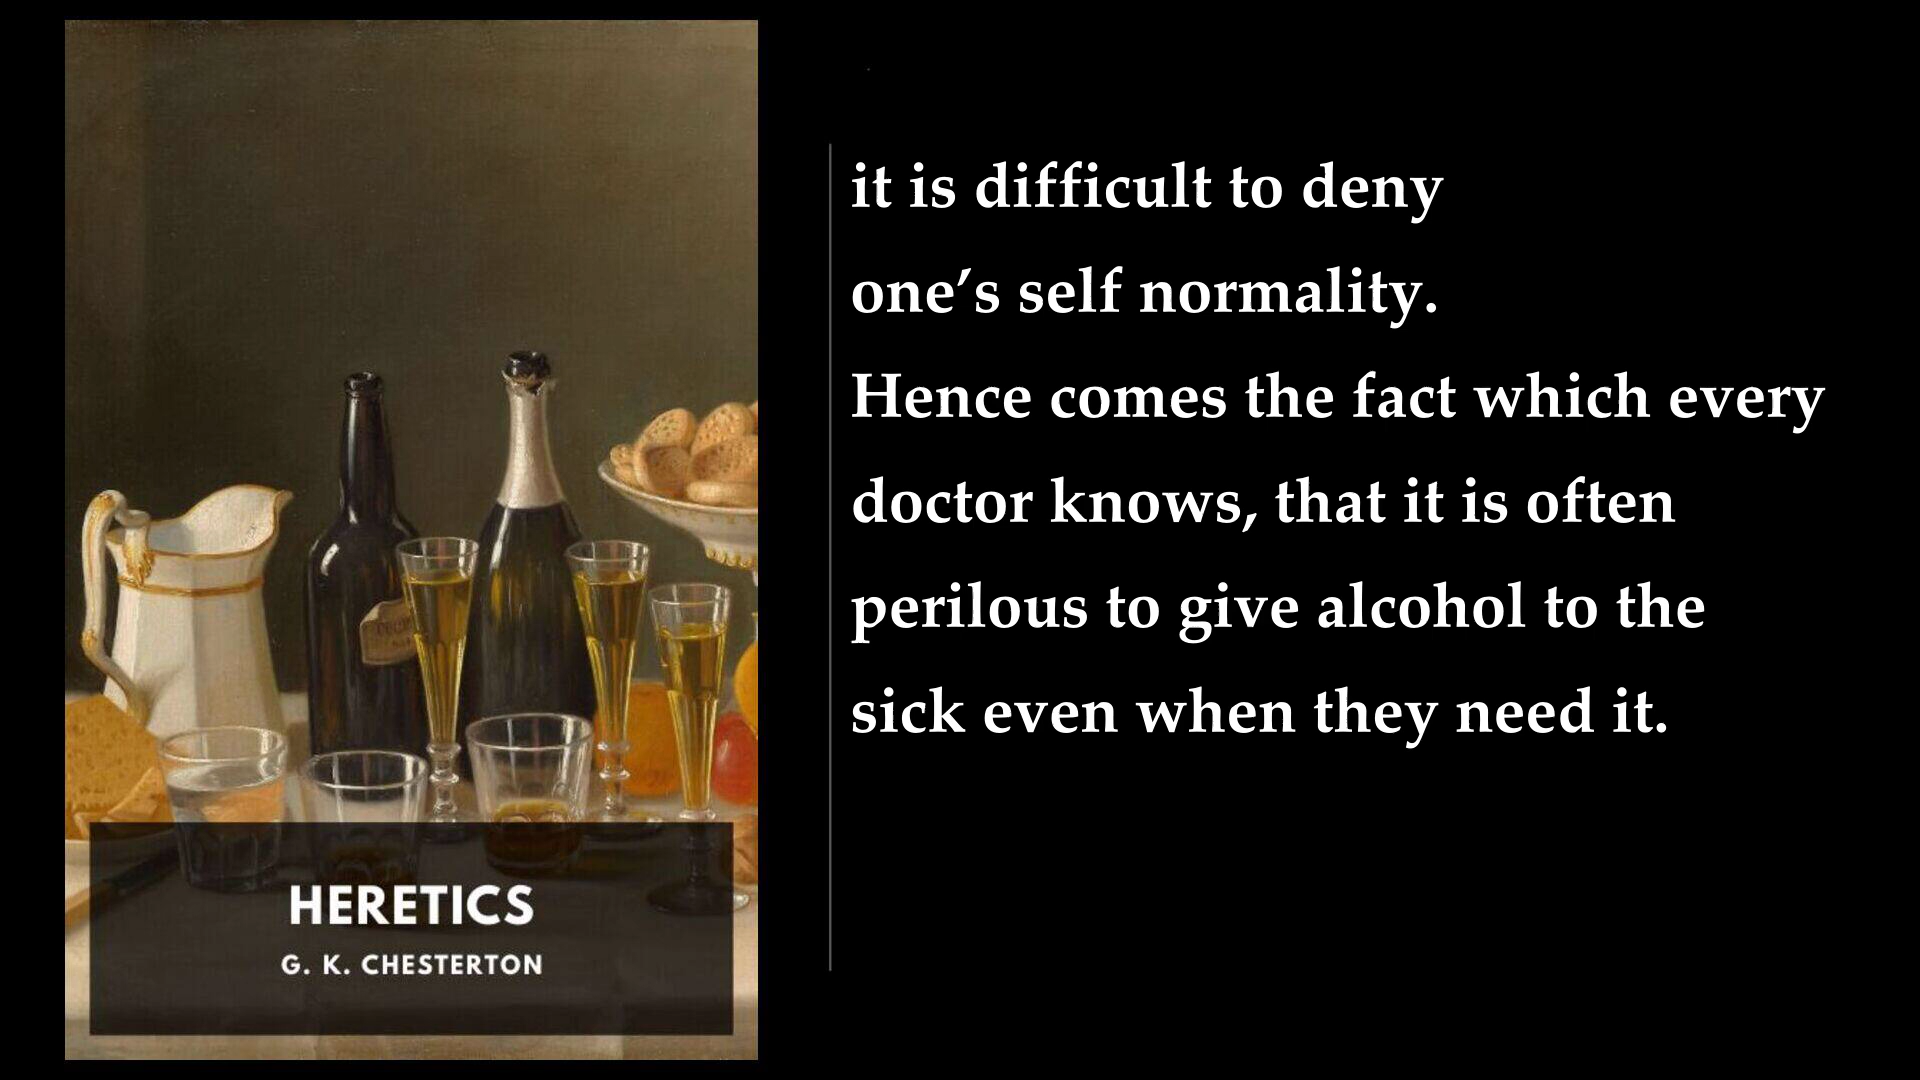 it is difficult to deny
one’s self normality.
Hence comes the fact which every
doctor knows, that it is often
perilous to give alcohol to the
sick even when they need it.
HERETICS
G. K. CHESTERTON